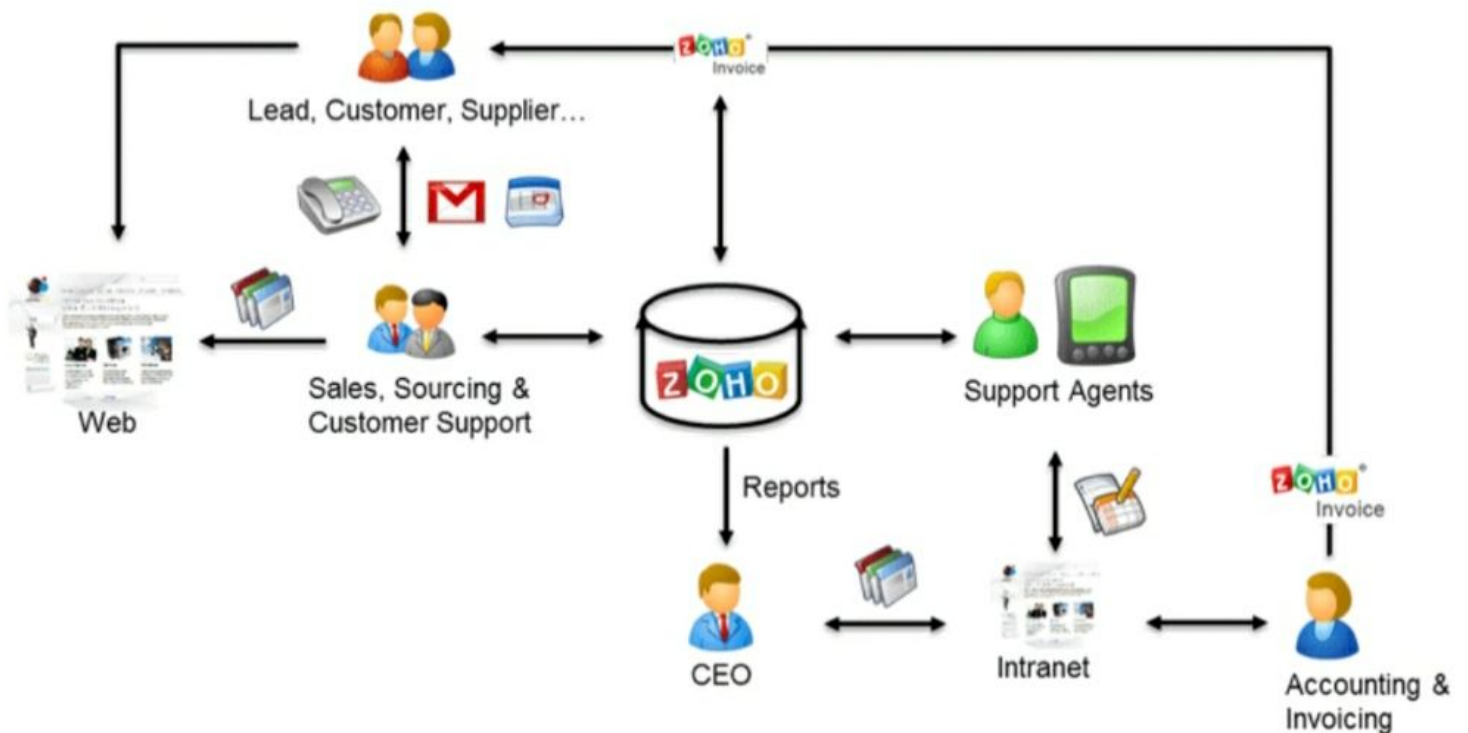 ZOHO®
Invoice
Lead, Customer, Supplier…
Web
Sales, Sourcing &
Customer Support
ZOHO
Support Agents
Reports
ZOHO®
Invoice
CEO
Intranet
Accounting &
Invoicing